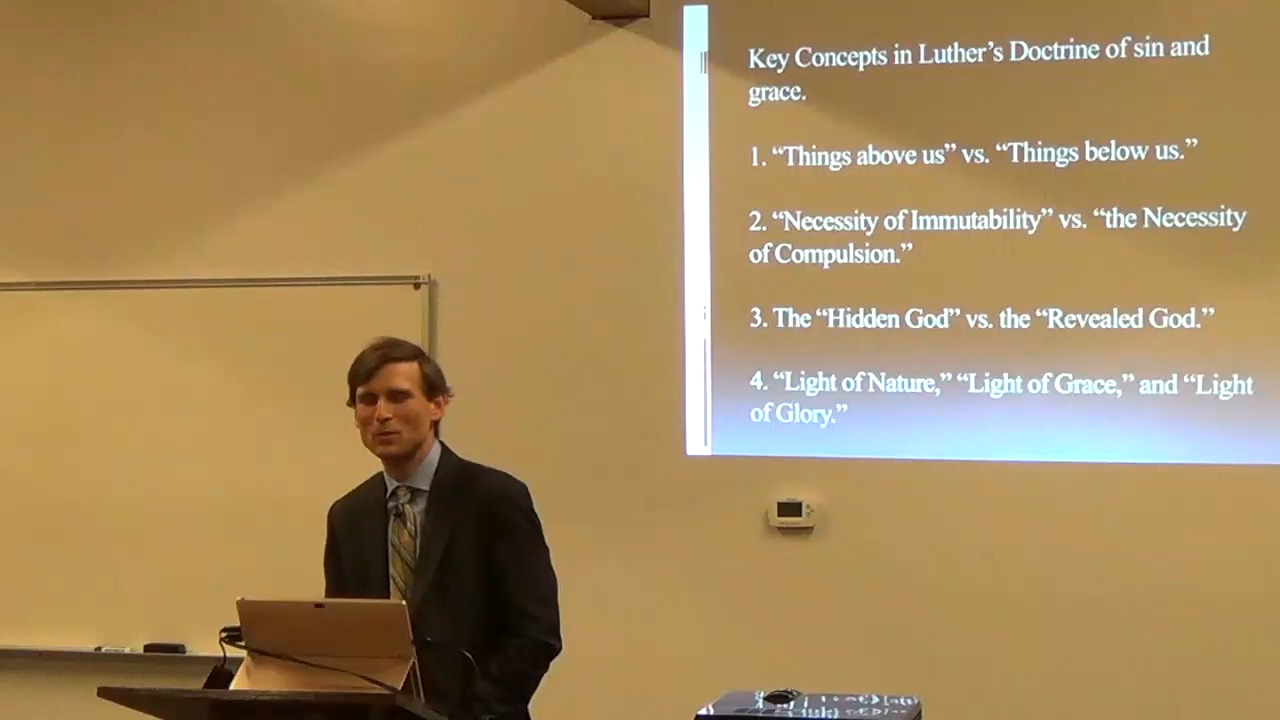 Key Concepts in Luther’s Doctrine of sin and
grace.
1. “Things above us” vs. “Things below us.”
2. “Necessity of Immutability” vs. “the Necessity
of Compulsion.”
3. The “Hidden God” vs. the “Revealed God.”
4. “Light of Nature,” “Light of Grace,” and “Light
of Glory.”